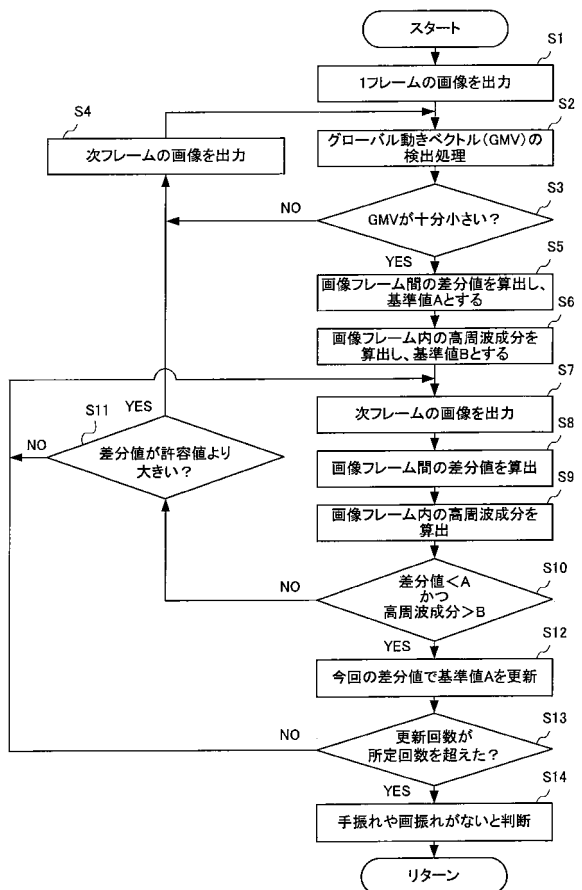 スタート
S1
1フレームの画像を出力
S4
次フレームの画像を出力
S2
グローバル動きベクトル(GMV)の
検出処理
S3
NO
GMVが十分小さい?
YES
S5
画像フレーム間の差分値を算出し、
基準値Aとする
S6
画像フレーム内の高周波成分を
算出し、基準値Bとする
S7
次フレームの画像を出力
S11
YES
NO
差分値が許容値より
大きい?
S8
画像フレーム間の差分値を算出
S9
画像フレーム内の高周波成分を
算出
S10
NO
差分値<A
かつ
高周波成分>B
YES
S12
今回の差分値で基準値Aを更新
S13
NO
更新回数が
所定回数を超えた?
YES
S14
手振れや画振れがないと判断
リターン